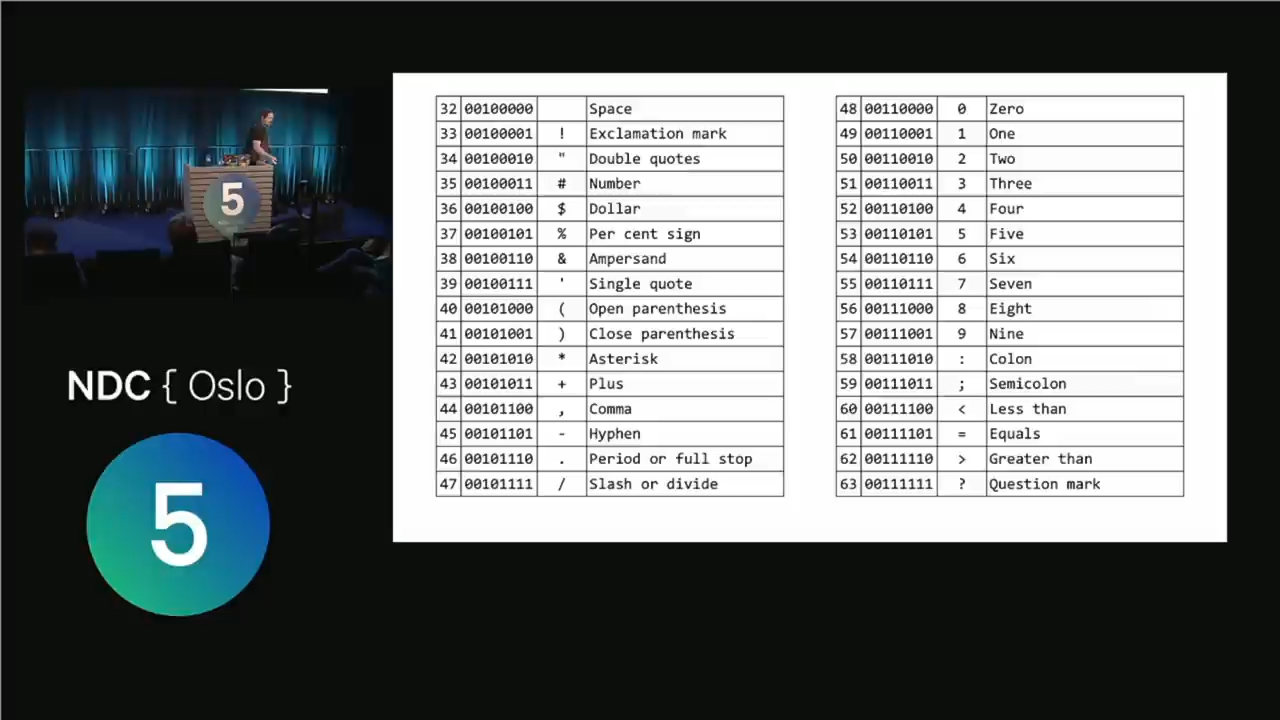 5
NDC { Oslo }
5
32 00100000 Space
33 00100001 ! Exclamation mark
34 00100010 " Double quotes
35 00100011 # Number
36 00100100 $ Dollar
37 00100101 % Per cent sign
38 00100110 & Ampersand
39 00100111 ' Single quote
40 00101000 ( Open parenthesis
41 00101001 ) Close parenthesis
42 00101010 * Asterisk
43 00101011 + Plus
44 00101100 , Comma
45 00101101 - Hyphen
46 00101110 . Period or full stop
47 00101111 / Slash or divide
48 00110000 0 Zero
49 00110001 1 One
50 00110010 2 Two
51 00110011 3 Three
52 00110100 4 Four
53 00110101 5 Five
54 00110110 6 Six
55 00110111 7 Seven
56 00111000 8 Eight
57 00111001 9 Nine
58 00111010 : Colon
59 00111011 ; Semicolon
60 00111100 < Less than
61 00111101 = Equals
62 00111110 > Greater than
63 00111111 ? Question mark